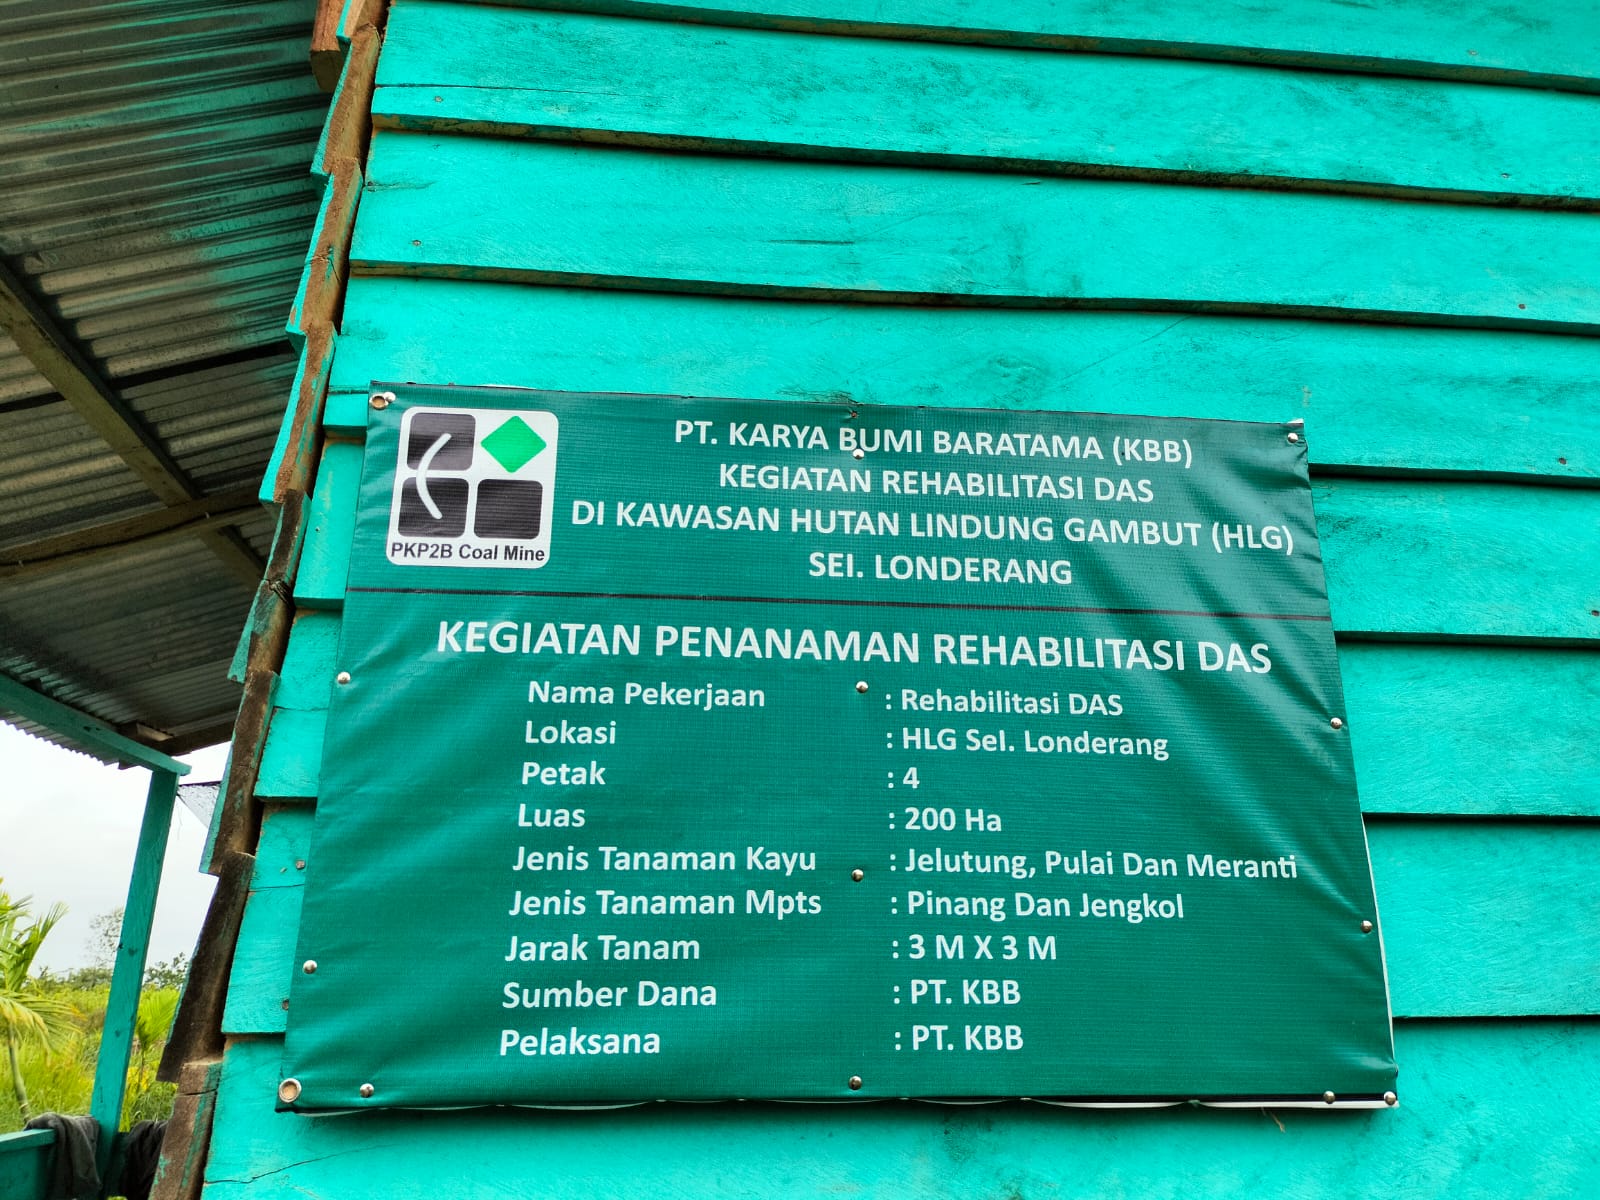 PKP2B Coal Mine
PT. KARYA BUMI BARATAMA (KBB)
KEGIATAN REHABILITASI DAS
DI KAWASAN HUTAN LINDUNG GAMBUT (HLG)
SEI. LONDERANG
KEGIATAN PENANAMAN REHABILITASI DAS
Nama Pekerjaan : Rehabilitasi DAS
Lokasi : HLG Sel. Londerang
Petak : 4
Luas : 200 Ha
Jenis Tanaman Kayu : Jelutung, Pulai Dan Meranti
Jenis Tanaman Mpts : Pinang Dan Jengkol
Jarak Tanam : 3 M X 3 M
Sumber Dana : PT. KBB
Pelaksana : PT. KBB